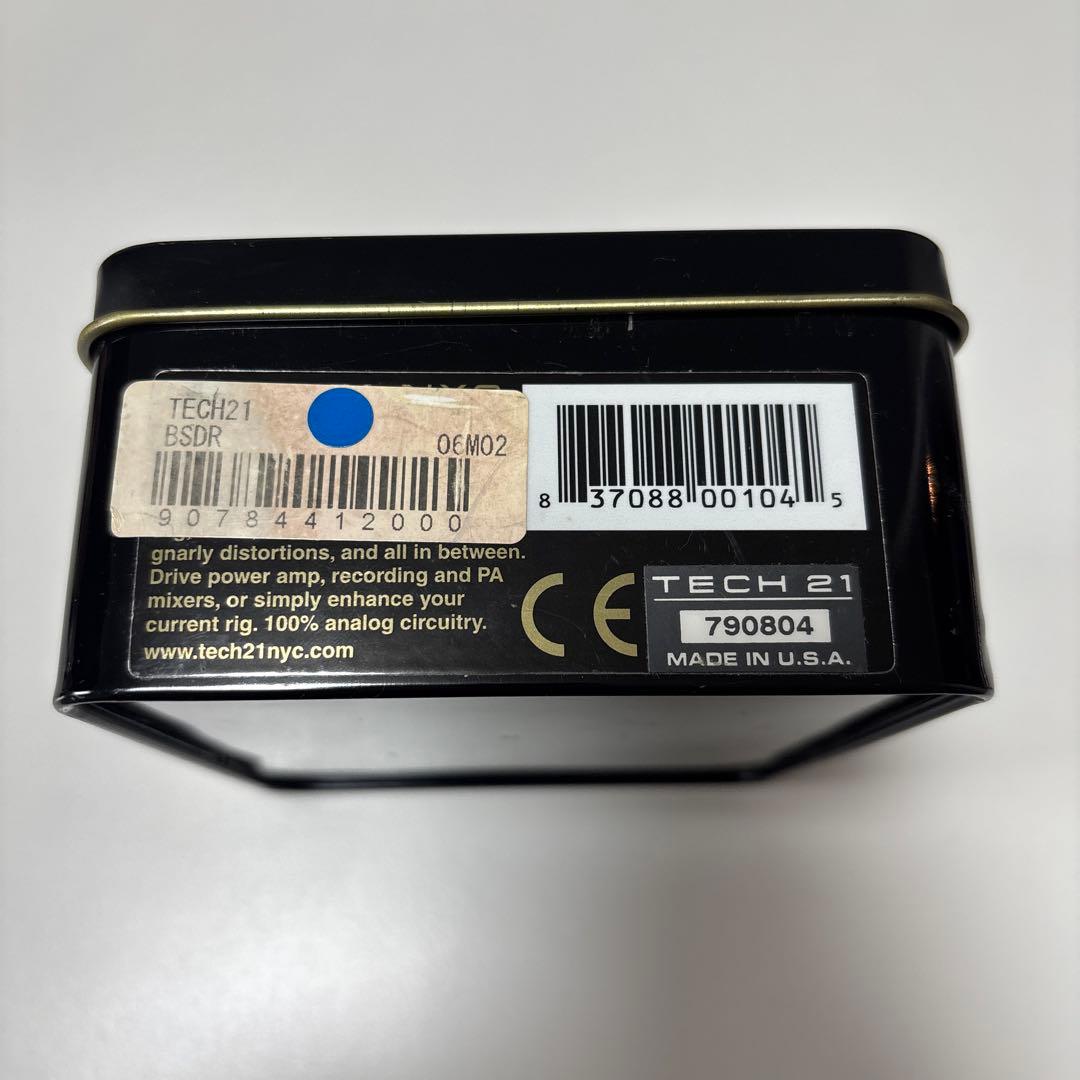 TECH21
BSDR
06M02
90784412000
8 37088 00104 5
gnarly distortions, and all in between.
Drive power amp, recording and PA
mixers, or simply enhance your
current rig. 100% analog circuitry.
www.tech21nyc.com
CE
TECH 21
790804
MADE IN U.S.A.